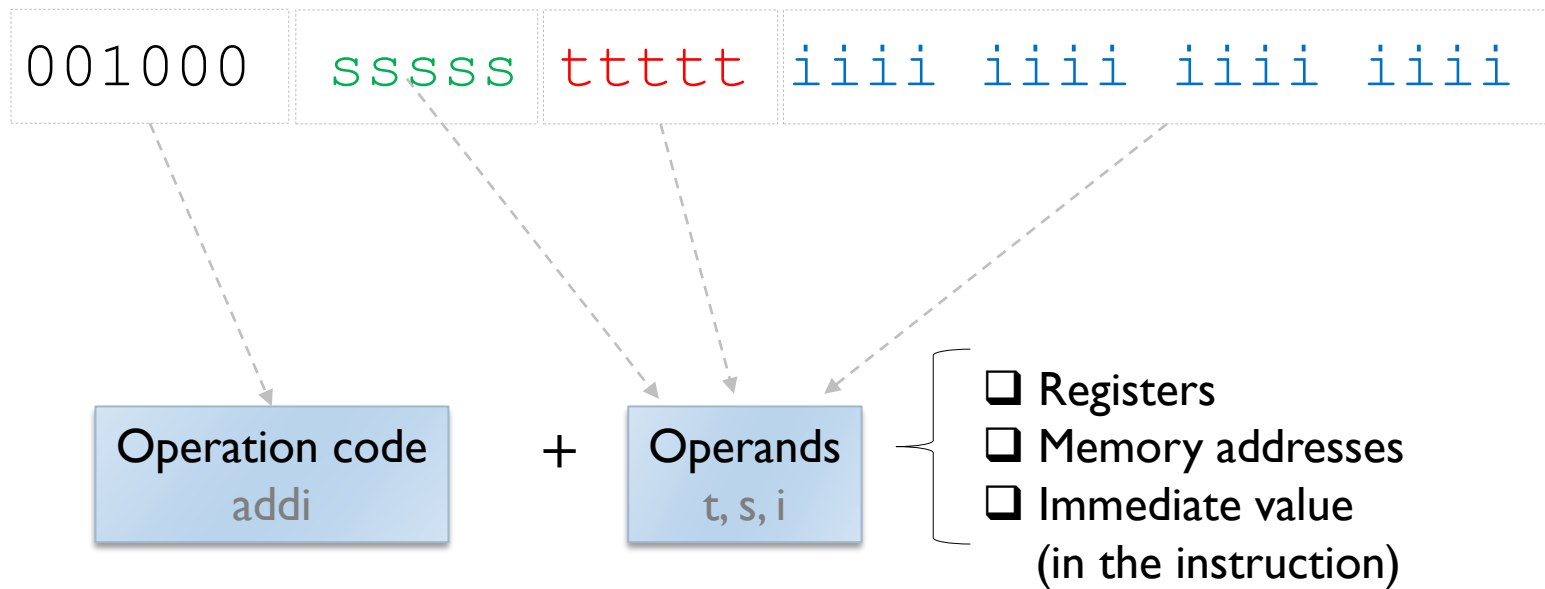 001000 sssss ttttt iiii iiii iiii iiii
Operation code
addi
+
Operands
t, s, i
❑ Registers
❑ Memory addresses
❑ Immediate value
(in the instruction)